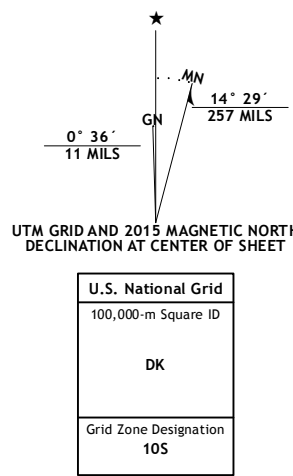 MN
14° 29´
257 MILS
GN
0° 36´
11 MILS
UTM GRID AND 2015 MAGNETIC NORTH
DECLINATION AT CENTER OF SHEET
U.S. National Grid
100,000-m Square ID
DK
Grid Zone Designation
10S